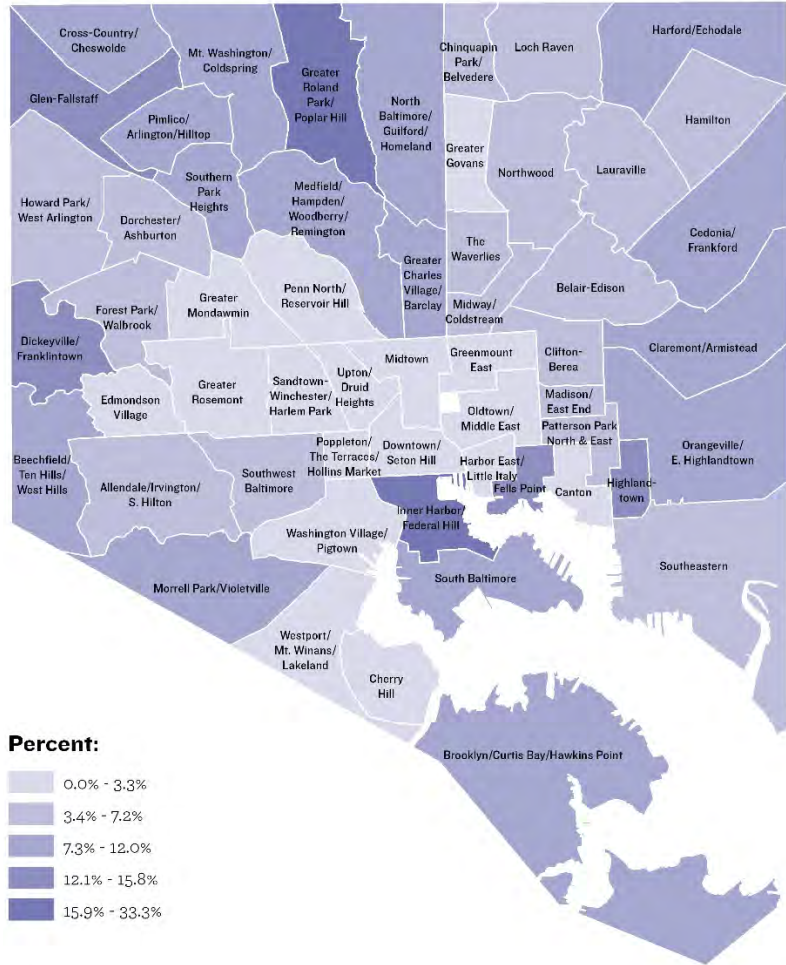 Cross-Country/
Cheswolde
Mt. Washington/
Coldspring
Greater
Roland
Park/
Poplar Hill
North
Baltimore/
Guilford/
Homeland
Chinquapin
Park/
Belvedere
Loch Raven
Harford/Echodale
Glen-Fallstaff
Pimlico/
Arlington/Hilltop
Greater
Govans
Northwood
Lauraville
Hamilton
Howard Park/
West Arlington
Dorchester/
Ashburton
Southern
Park
Heights
Medfield/
Hampden/
Woodberry/
Remington
The
Waverlies
Cedonia/
Frankford
Greater
Charles
Village/
Barclay
Penn North/
Reservoir Hill
Greater
Mondawmin
Forest Park/
Walbrook
Midway/
Coldstream
Belair-Edison
Dickeyville/
Franklintown
Midtown
Greenmount
East
Clifton-
Berea
Claremont/Armistead
Edmondson
Village
Greater
Rosemont
Sandtown-
Winchester/
Harlem Park
Upton/
Druid
Heights
Oldtown/
Middle East
Madison/
East End
Patterson Park
North & East
Beechfield/
Ten Hills/
West Hills
Allendale/Irvington/
S. Hilton
Southwest
Baltimore
Poppleton/
The Terraces/
Hollins Market
Downtown/
Seton Hill
Harbor East/
Little Italy
Fells Point
Canton
Highland-
town
Orangeville/
E. Highlandtown
Washington Village/
Pigtown
Inner Harbor/
Federal Hill
Southeastern
Morrell Park/Violetville
South Baltimore
Westport/
Mt. Winans/
Lakeland
Cherry
Hill
Brooklyn/Curtis Bay/Hawkins Point
Percent:
0.0% - 3.3%
3.4% - 7.2%
7.3% - 12.0%
12.1% - 15.8%
15.9% - 33.3%